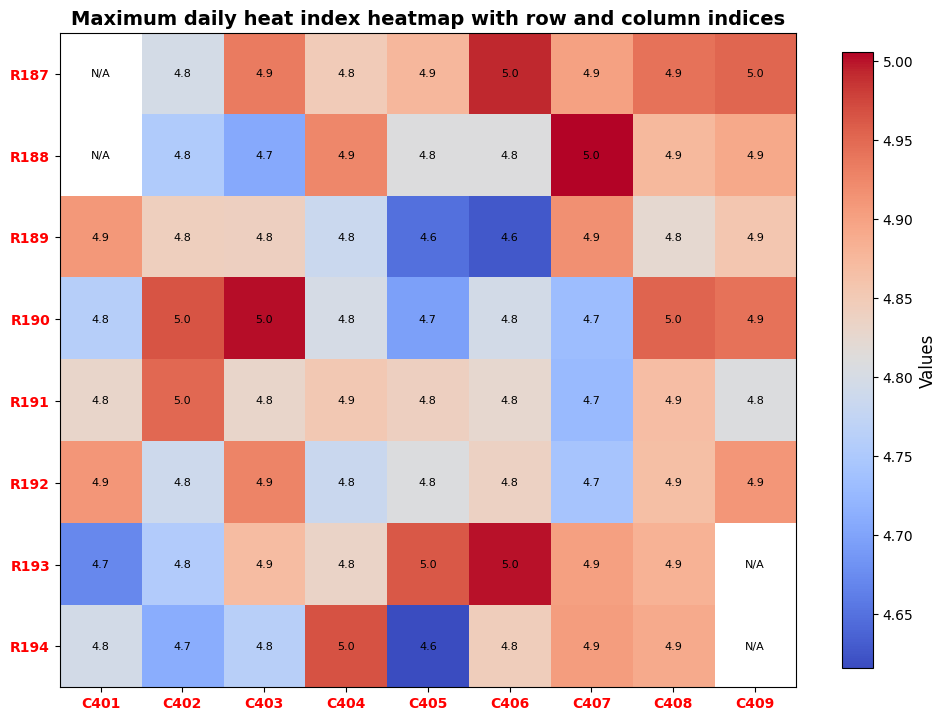 Maximum daily heat index heatmap with row and column indices
R187 N/A 4.8 4.9 4.8 4.9 5.0 4.9 4.9 5.0
R188 N/A 4.8 4.7 4.9 4.8 4.8 5.0 4.9 4.9
R189 4.9 4.8 4.8 4.8 4.6 4.6 4.9 4.8 4.9
R190 4.8 5.0 5.0 4.8 4.7 4.8 4.7 5.0 4.9
R191 4.8 5.0 4.8 4.9 4.8 4.8 4.7 4.9 4.8
R192 4.9 4.8 4.9 4.8 4.8 4.8 4.7 4.9 4.9
R193 4.7 4.8 4.9 4.8 5.0 5.0 4.9 4.9 N/A
R194 4.8 4.7 4.8 5.0 4.6 4.8 4.9 4.9 N/A
C401 C402 C403 C404 C405 C406 C407 C408 C409
5.00
4.95
4.90
4.85
4.80
4.75
4.70
4.65
Values